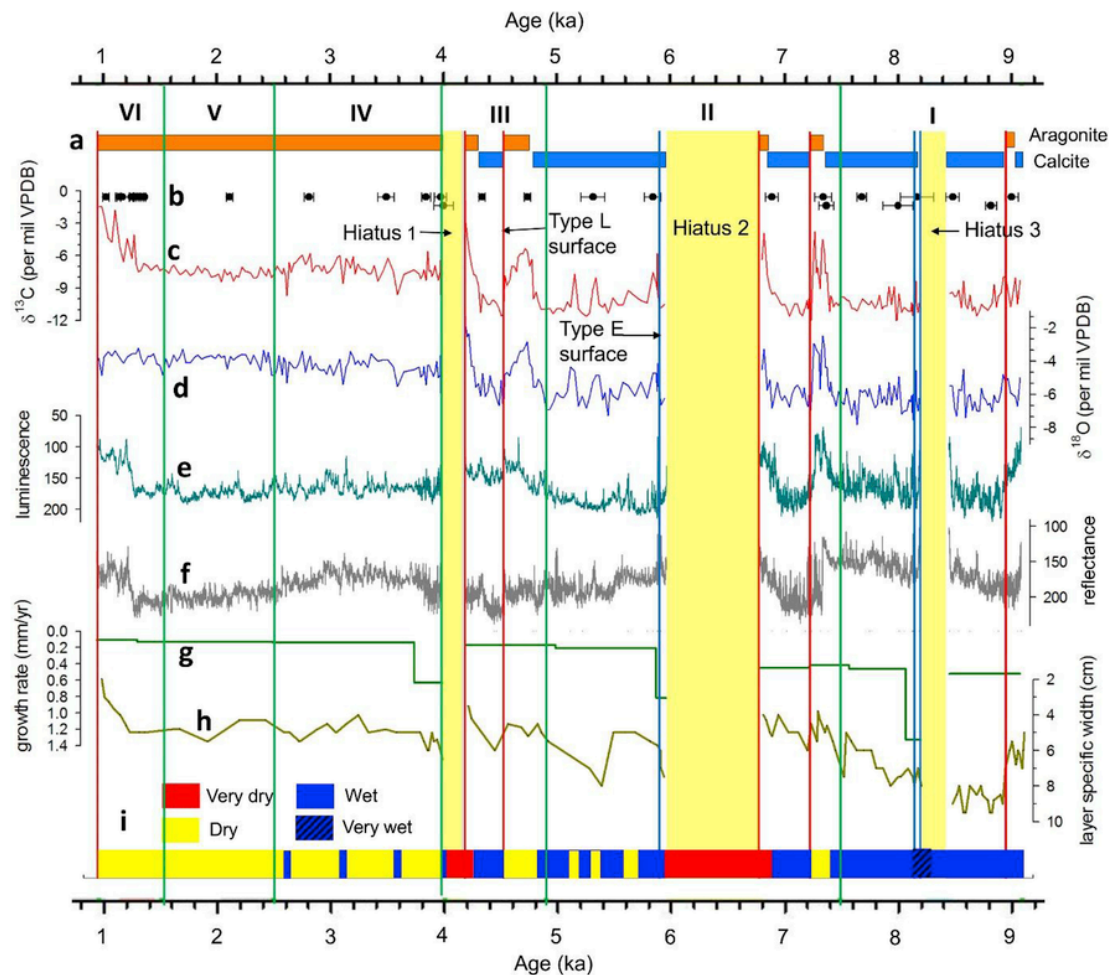 Age (ka)
1 2 3 4 5 6 7 8 9
VI V IV III II I
a
Aragonite
Calcite
b
0
-3
-6
-9
-12
δ 13C (per mil VPDB)
Hiatus 1
Type L
surface
Hiatus 2
Hiatus 3
c
Type E
surface
-2
-4
-6
-8
δ 18O (per mil VPDB)
d
50
100
150
200
luminescence
e
100
150
200
reflectance
f
0.0
0.2
0.4
0.6
0.8
1.0
1.2
1.4
growth rate (mm/yr)
g
2
4
6
8
10
layer specific width (cm)
h
Very dry
Wet
Dry
Very wet
i
1 2 3 4 5 6 7 8 9
Age (ka)